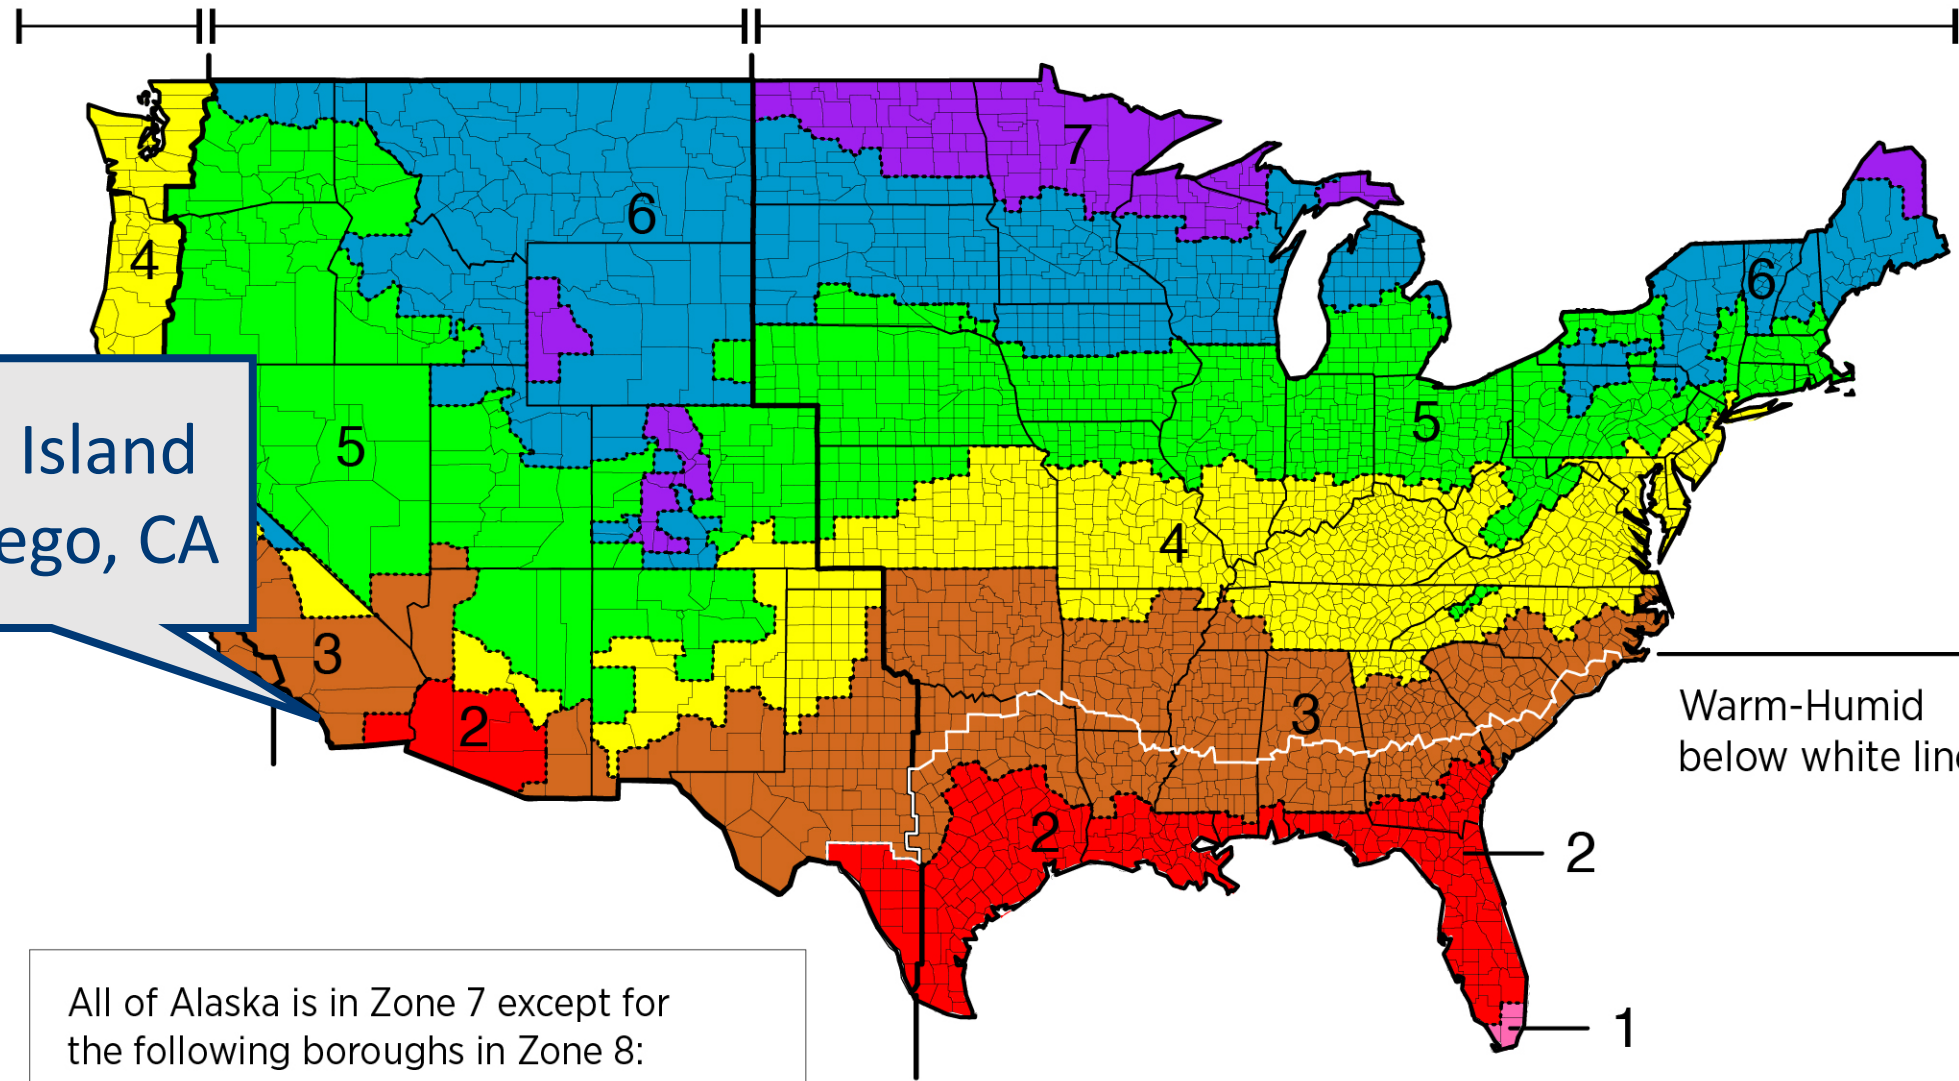 7
6
4
6
Island
ego, CA
5
5
4
3
2
3
Warm-Humid
below white line
2
2
All of Alaska is in Zone 7 except for
the following boroughs in Zone 8:
1